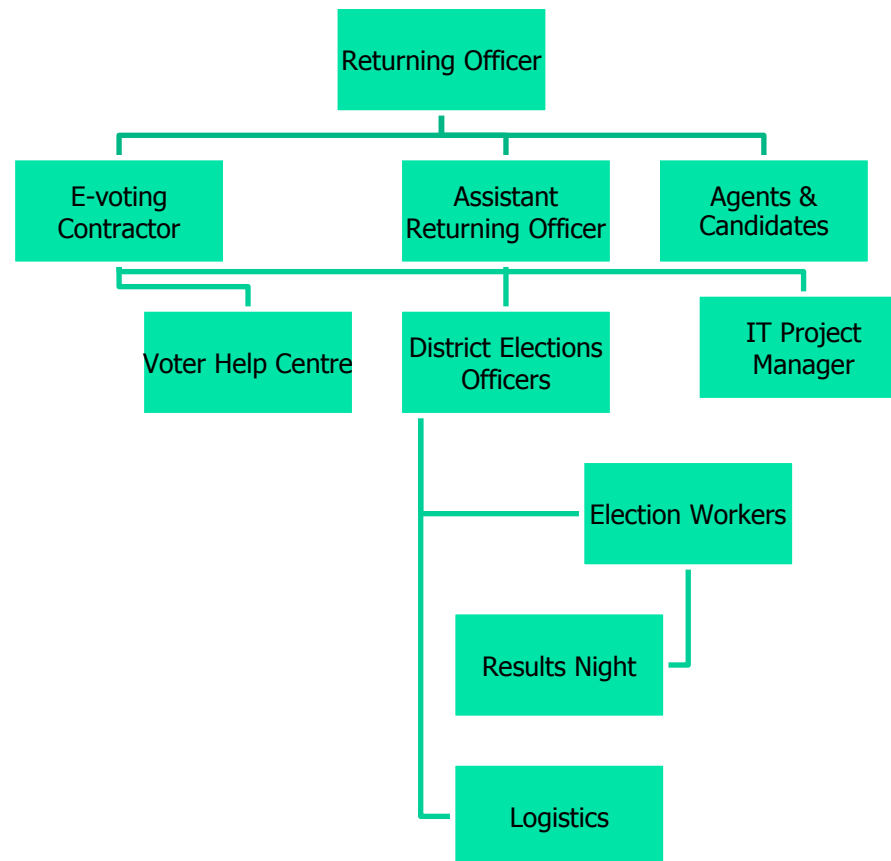 Returning Officer
E-voting
Contractor
Assistant
Returning Officer
Agents &
Candidates
Voter Help Centre
District Elections
Officers
IT Project
Manager
Election Workers
Results Night
Logistics